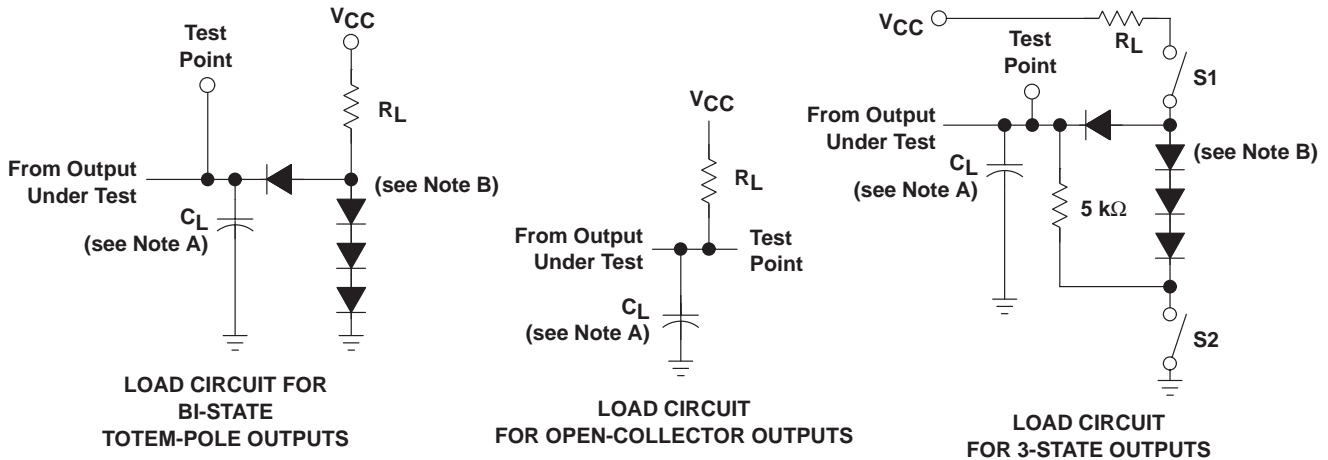 Test
Point
VCC
RL
From Output
Under Test
(see Note B)
CL
(see Note A)
LOAD CIRCUIT FOR
BI-STATE
TOTEM-POLE OUTPUTS
VCC
RL
From Output
Under Test
Test
Point
CL
(see Note A)
LOAD CIRCUIT
FOR OPEN-COLLECTOR OUTPUTS
VCC
RL
Test
Point
S1
From Output
Under Test
(see Note B)
CL
(see Note A)
5 kΩ
S2
LOAD CIRCUIT
FOR 3-STATE OUTPUTS